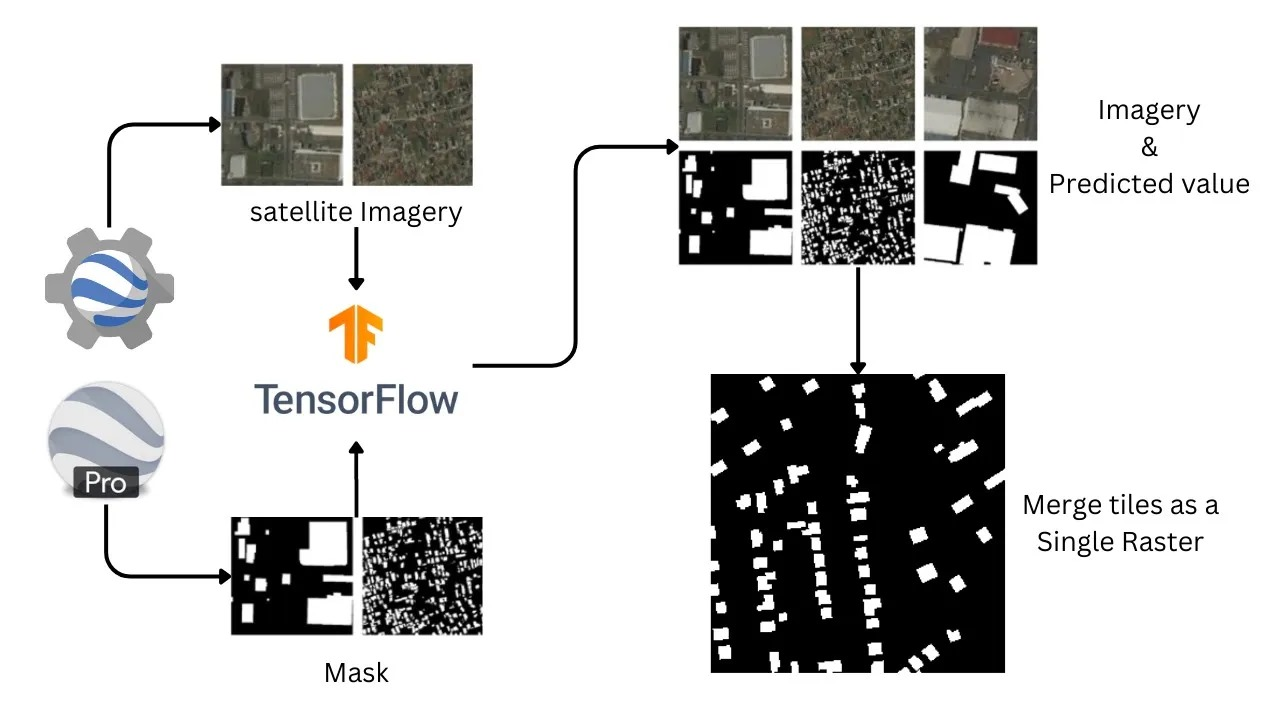 satellite Imagery
TensorFlow
Pro
Mask
Imagery
&
Predicted value
Merge tiles as a
Single Raster